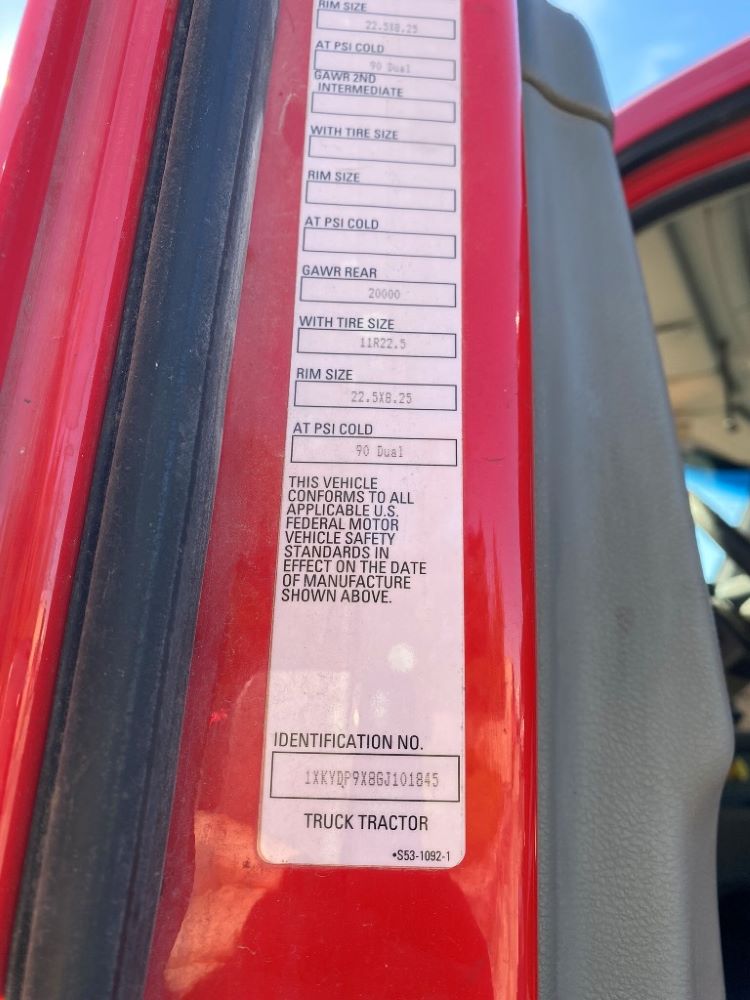 RIM SIZE
22.5X8.25
AT PSI COLD
90 Dual
GAWR 2ND
INTERMEDIATE
WITH TIRE SIZE
RIM SIZE
AT PSI COLD
GAWR REAR
20000
WITH TIRE SIZE
11R22.5
RIM SIZE
22.5X8.25
AT PSI COLD
90 Dual
THIS VEHICLE
CONFORMS TO ALL
APPLICABLE U.S.
FEDERAL MOTOR
VEHICLE SAFETY
STANDARDS IN
EFFECT ON THE DATE
OF MANUFACTURE
SHOWN ABOVE.
IDENTIFICATION NO.
1XKYDP9X8GJ101845
TRUCK TRACTOR
•S53-1092-1